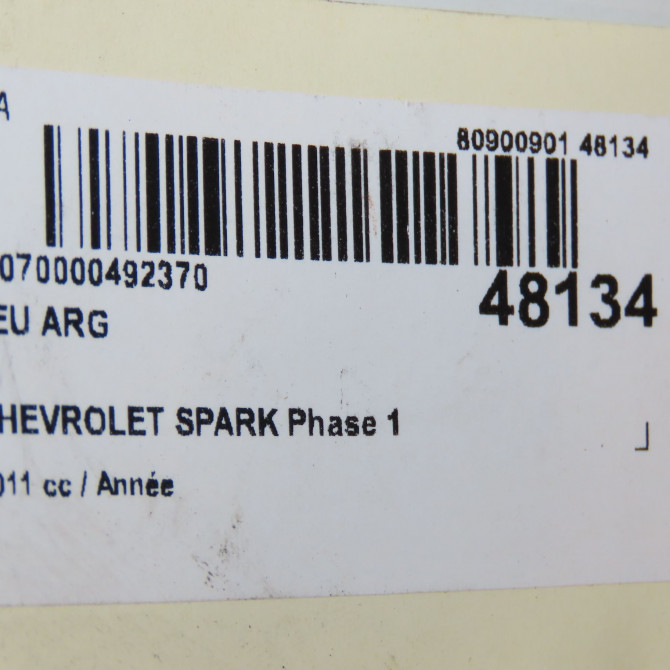 A
80900901 48134
070000492370
48134
EU ARG
HEVROLET SPARK Phase 1
011 cc / Année